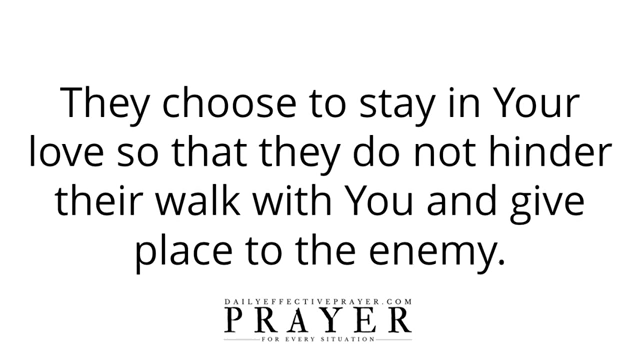 They choose to stay in Your
love so that they do not hinder
their walk with You and give
place to the enemy.
DAILYEFFECTIVEPRAYER.COM
PRAYER
FOR EVERY SITUATION